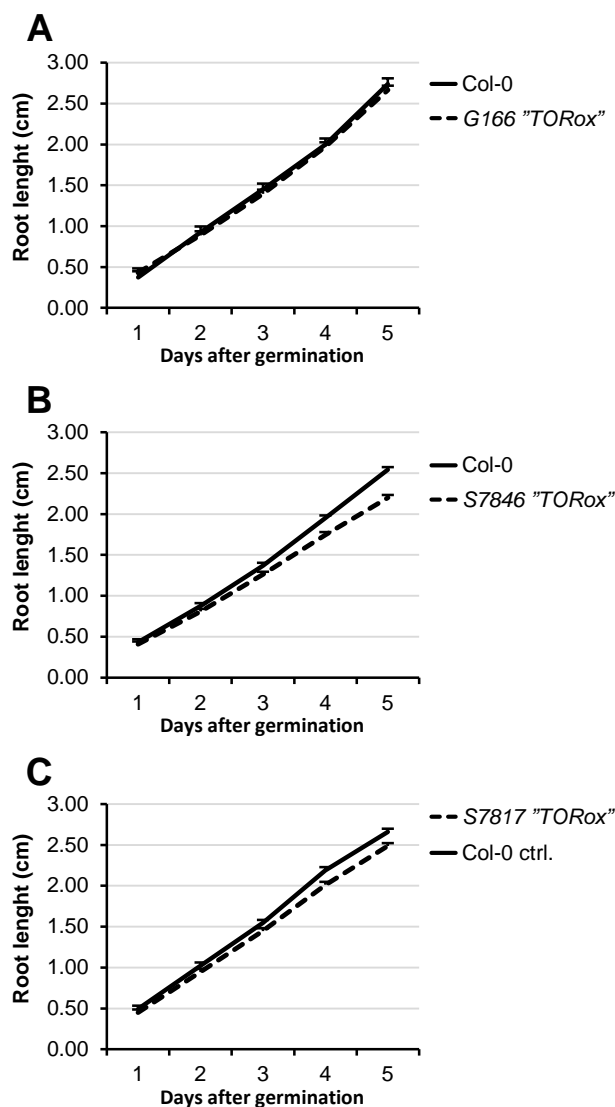 A
Root lenght (cm)
3.00
2.50
2.00
1.50
1.00
0.50
0.00
1 2 3 4 5
Days after germination
Col-0
G166 ”TORox”
B
Root lenght (cm)
3.00
2.50
2.00
1.50
1.00
0.50
0.00
1 2 3 4 5
Days after germination
Col-0
S7846 ”TORox”
C
Root lenght (cm)
3.00
2.50
2.00
1.50
1.00
0.50
0.00
1 2 3 4 5
Days after germination
S7817 ”TORox”
Col-0 ctrl.